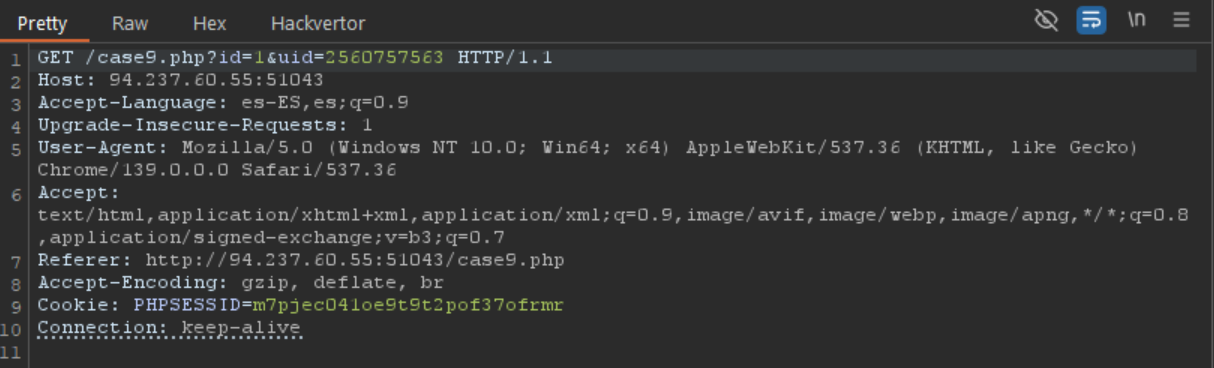 Pretty Raw Hex Hackvertor \n
1 GET /case9.php?id=1&uid=2560757563 HTTP/1.1
2 Host: 94.237.60.55:51043
3 Accept-Language: es-ES,es;q=0.9
4 Upgrade-Insecure-Requests: 1
5 User-Agent: Mozilla/5.0 (Windows NT 10.0; Win64; x64) AppleWebKit/537.36 (KHTML, like Gecko)
Chrome/139.0.0.0 Safari/537.36
6 Accept:
text/html,application/xhtml+xml,application/xml;q=0.9,image/avif,image/webp,image/apng,*/*;q=0.8
,application/signed-exchange;v=b3;q=0.7
7 Referer: http://94.237.60.55:51043/case9.php
8 Accept-Encoding: gzip, deflate, br
9 Cookie: PHPSESSID=m7pjec041oe9t9t2pof37ofrmr
10 Connection: keep-alive
11